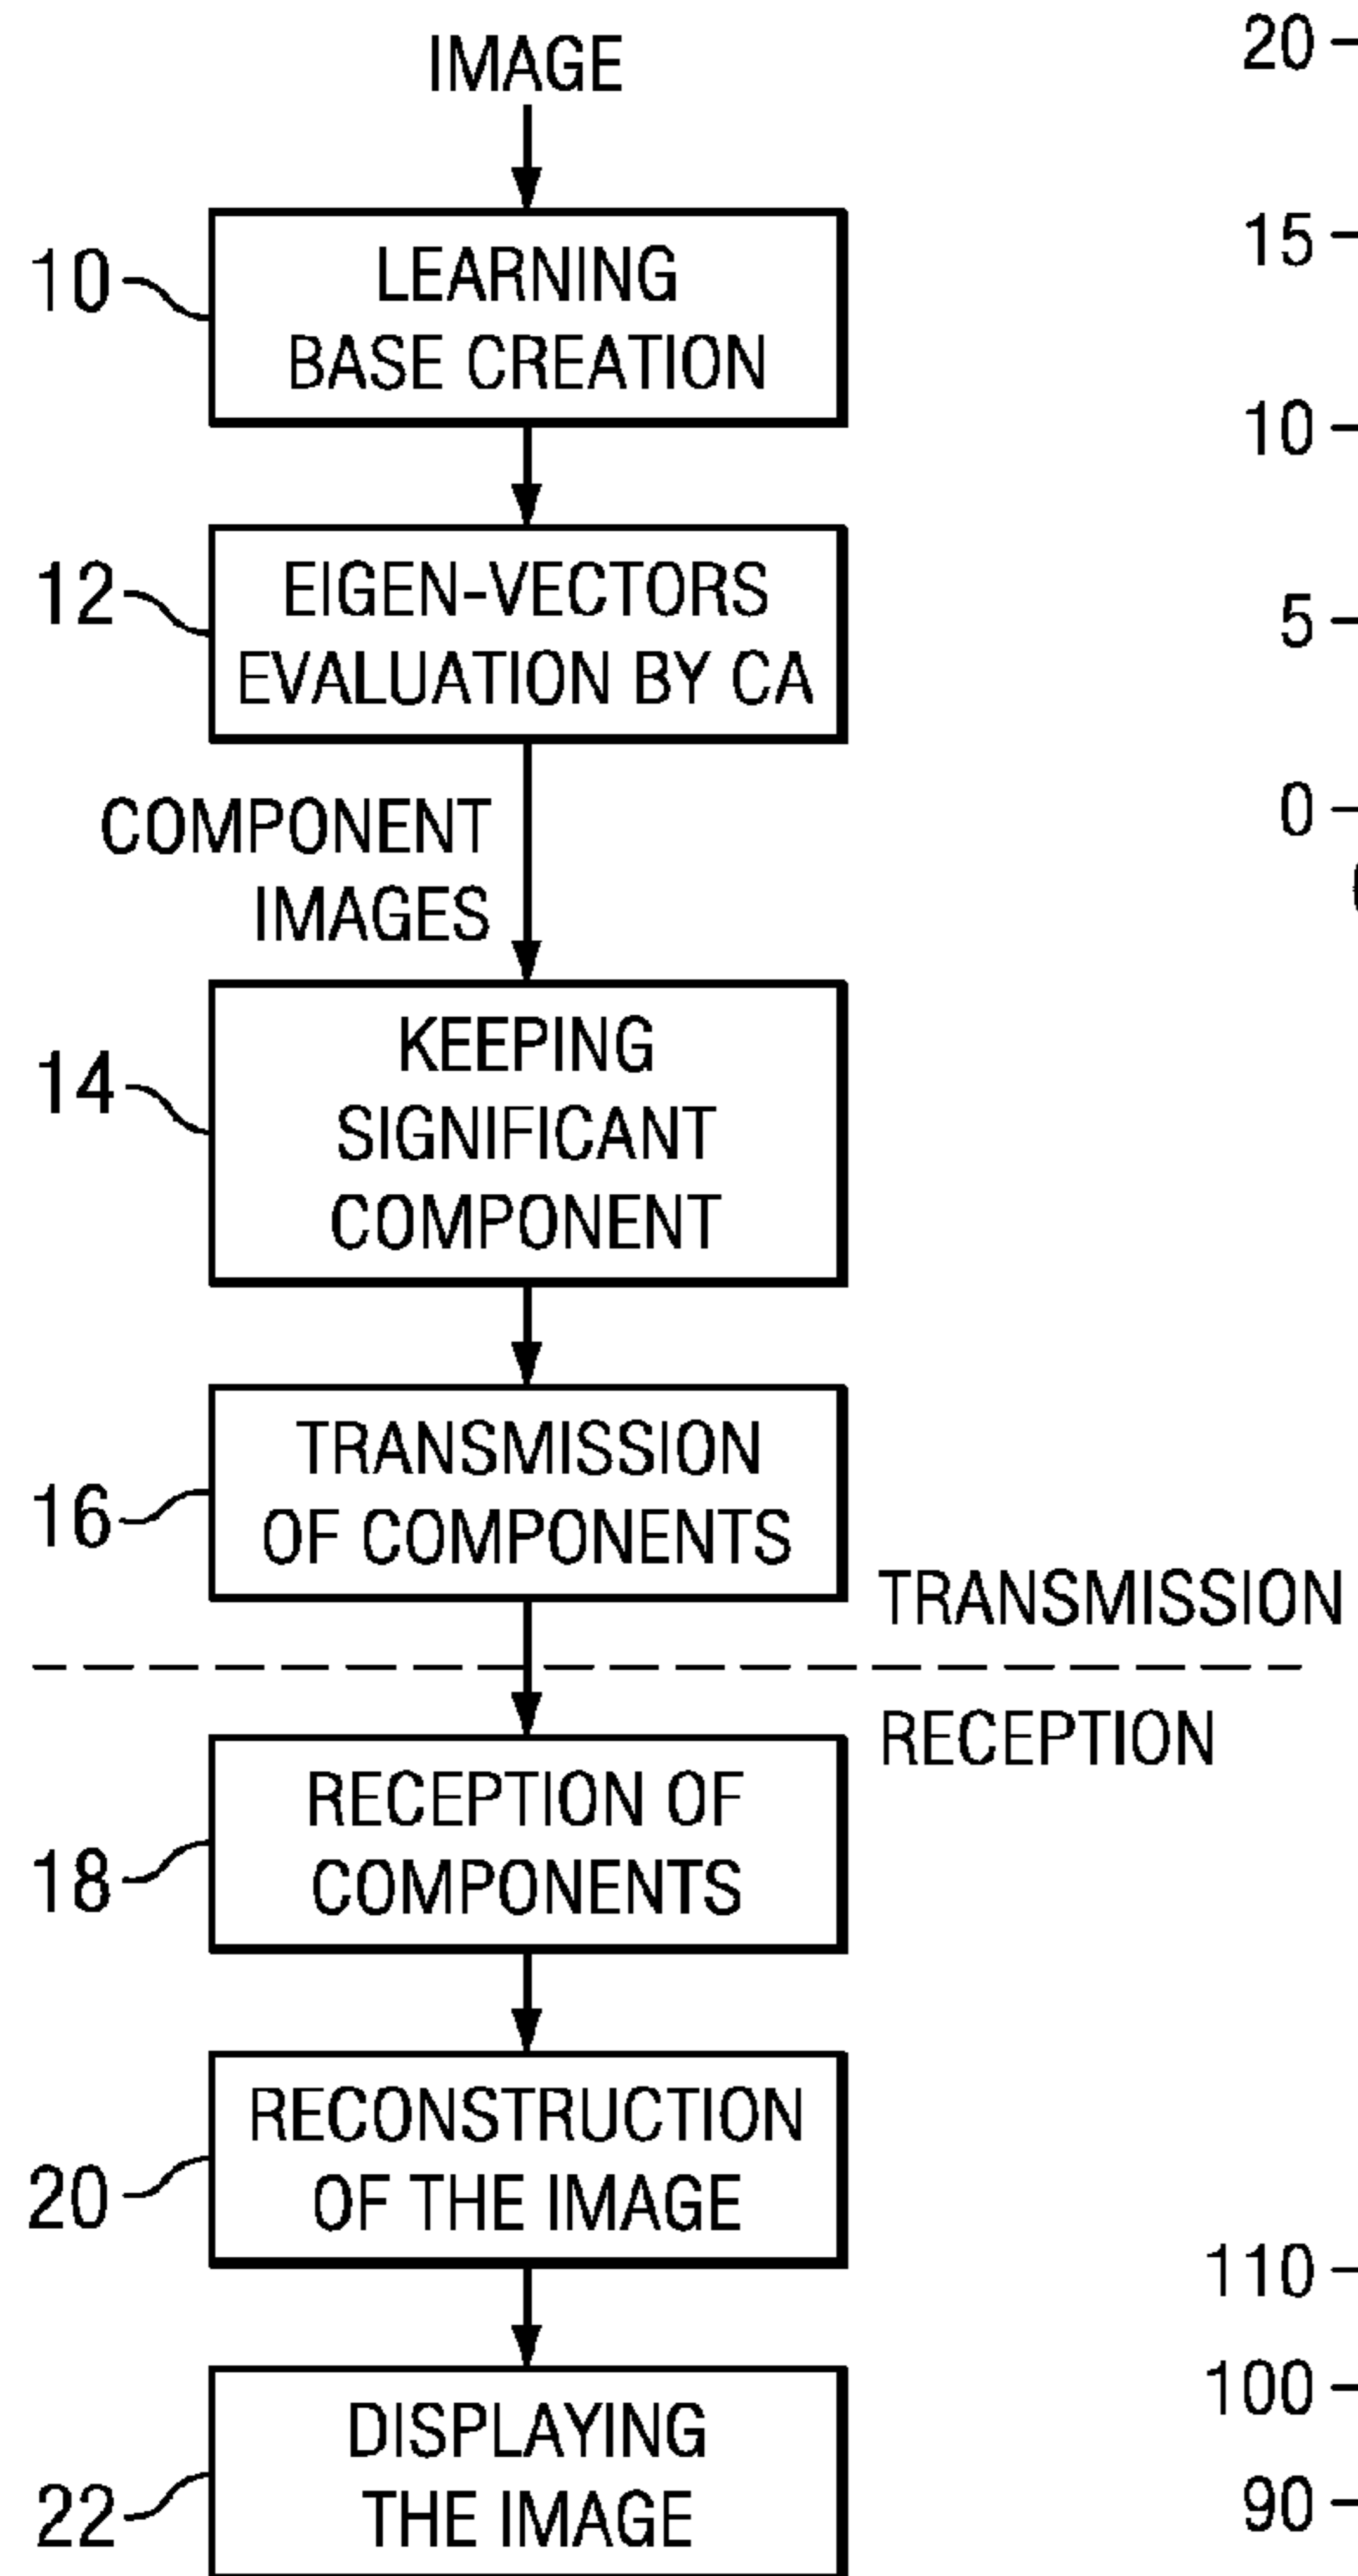 IMAGE
10
LEARNING
BASE CREATION
12
EIGEN-VECTORS
EVALUATION BY CA
COMPONENT
IMAGES
14
KEEPING
SIGNIFICANT
COMPONENT
16
TRANSMISSION
OF COMPONENTS
TRANSMISSION
RECEPTION
18
RECEPTION OF
COMPONENTS
20
RECONSTRUCTION
OF THE IMAGE
22
DISPLAYING
THE IMAGE
20
15
10
5
0
110
100
90